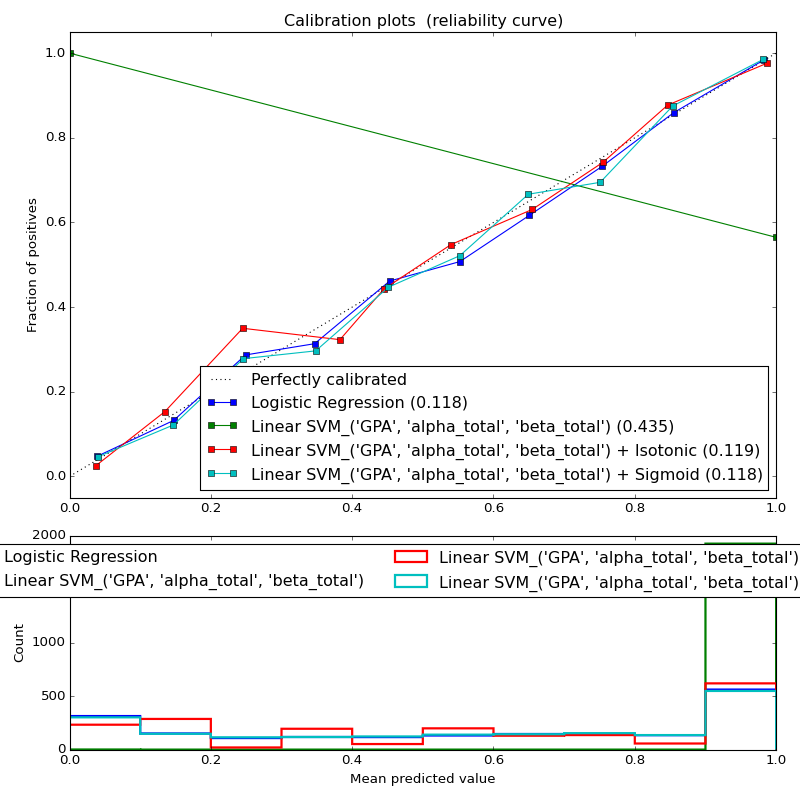 Calibration plots (reliability curve)
1.0
0.8
0.6
0.4
0.2
0.0
Fraction of positives
Perfectly calibrated
Logistic Regression (0.118)
Linear SVM_('GPA', 'alpha_total', 'beta_total') (0.435)
Linear SVM_('GPA', 'alpha_total', 'beta_total') + Isotonic (0.119)
Linear SVM_('GPA', 'alpha_total', 'beta_total') + Sigmoid (0.118)
0.0 0.2 0.4 0.6 0.8 1.0
2000
Logistic Regression Linear SVM_('GPA', 'alpha_total', 'beta_total')
Linear SVM_('GPA', 'alpha_total', 'beta_total') Linear SVM_('GPA', 'alpha_total', 'beta_total')
1000
500
0
Count
0.0 0.2 0.4 0.6 0.8 1.0
Mean predicted value